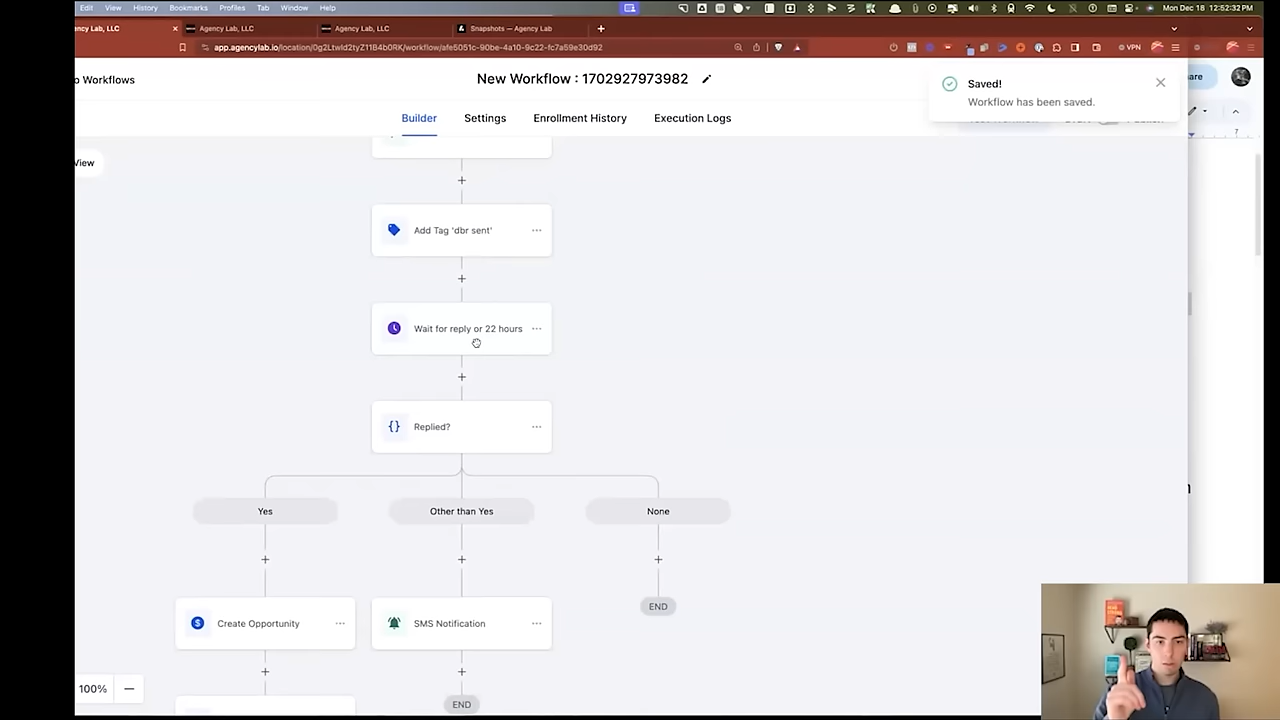 Edit View History Bookmarks Profiles Tab Window Help Mon Dec 18 12:52:32 PM
ency Lab, LLC Agency Lab, LLC Agency Lab, LLC Snapshots — Agency Lab
app.agencylab.io/location/0g2Ltwld2tyZ11B4b0RK/workflow/afe5051c-90be-4a10-9c22-fc7a59e30d92 VPN
o Workflows
New Workflow : 1702927973982
Saved!
Workflow has been saved.
are
Builder Settings Enrollment History Execution Logs
7
View
Add Tag 'dbr sent'
Wait for reply or 22 hours
Replied?
Yes Other than Yes None
END
Create Opportunity SMS Notification
100%
END